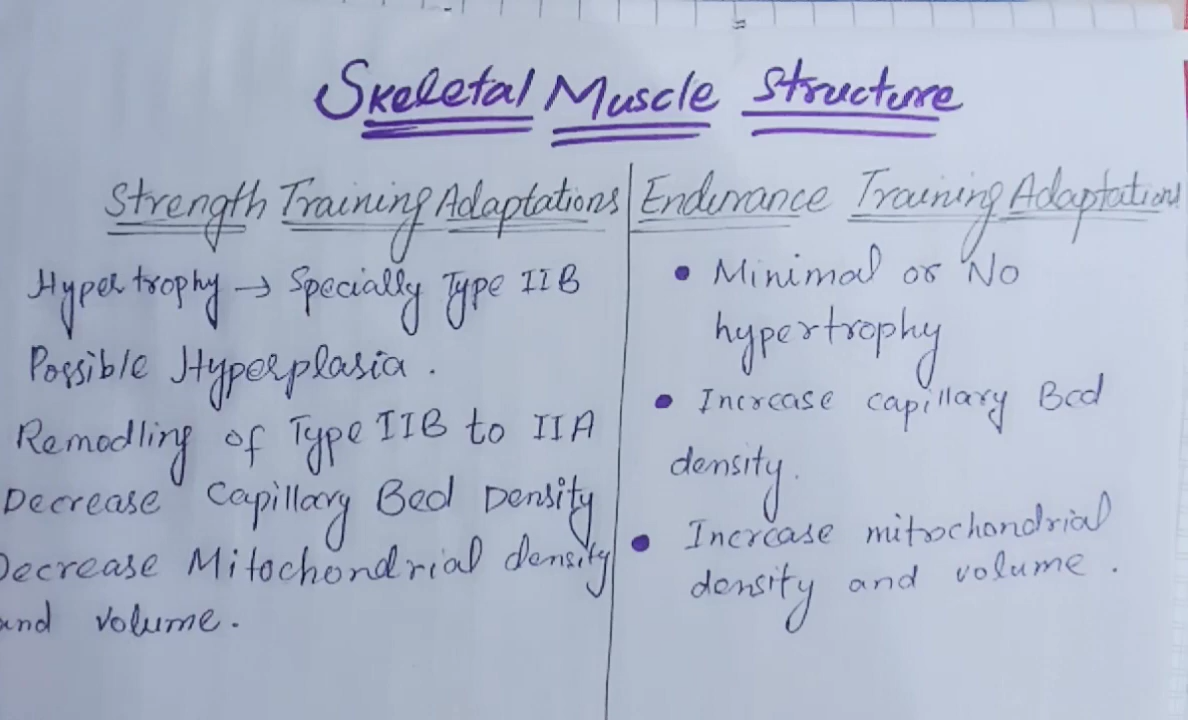 Skeletal Muscle Structure
Strength Training Adaptations
Hypertrophy → Specially Type IIB
Possible Hyperplasia.
Remodling of Type IIB to IIA
Decrease Capillary Bed Density
Decrease Mitochondrial density
and volume.
Endurance Training Adaptations
• Minimal or No
hypertrophy
• Increase capillary Bed
density.
• Increase mitochondrial
density and volume.